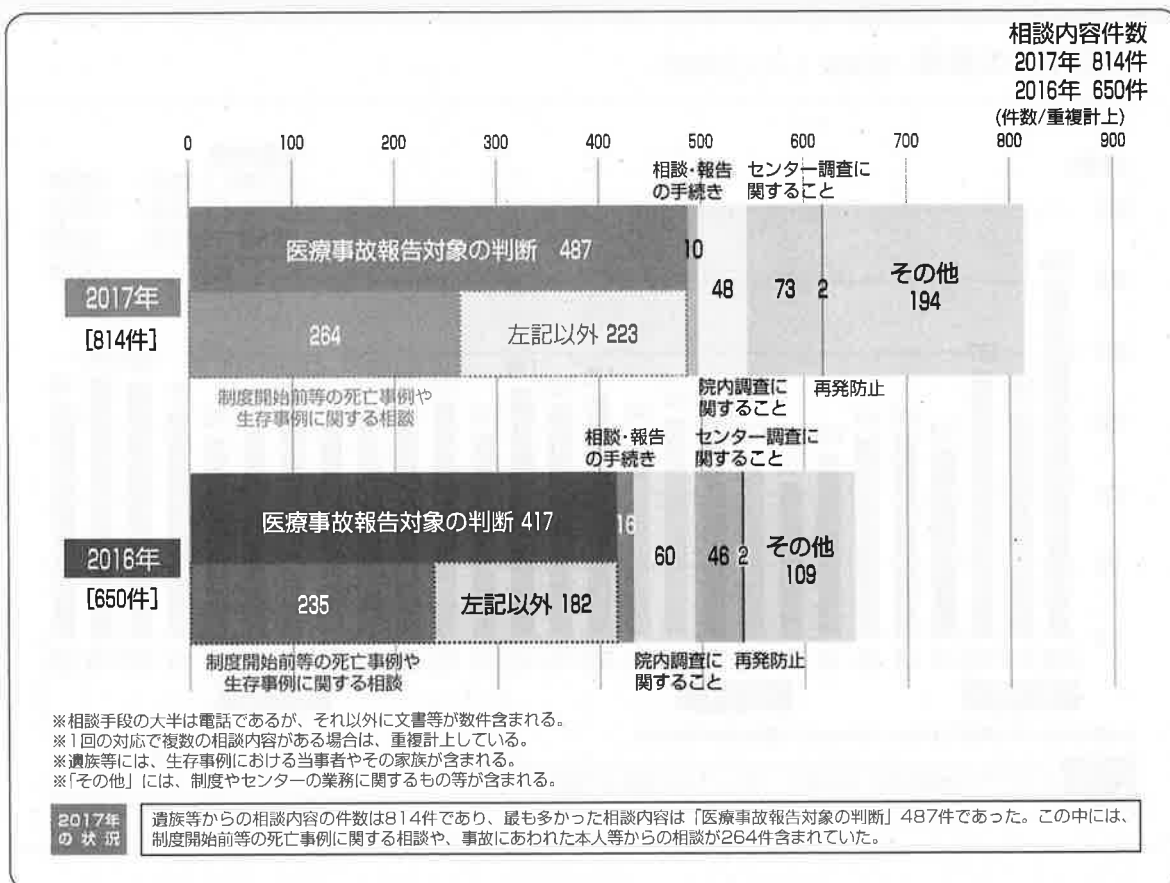 相談内容件数
2017年 814件
2016年 650件
(件数/重複計上)
0 100 200 300 400 500 600 700 800 900
相談・報告
の手続き
センター調査に
関すること
2017年
[814件]
医療事故報告対象の判断 487
10
48
73
2
その他
194
264
左記以外 223
制度開始前等の死亡事例や
生存事例に関する相談
院内調査に
関すること
再発防止
相談・報告
の手続き
センター調査に
関すること
2016年
[650件]
医療事故報告対象の判断 417
16
60
46
2
その他
109
235
左記以外 182
制度開始前等の死亡事例や
生存事例に関する相談
院内調査に
関すること
再発防止
※相談手段の大半は電話であるが、それ以外に文書等が数件含まれる。
※1回の対応で複数の相談内容がある場合は、重複計上している。
※遺族等には、生存事例における当事者やその家族が含まれる。
※「その他」には、制度やセンターの業務に関するもの等が含まれる。
2017年
の状況
遺族等からの相談内容の件数は814件であり、最も多かった相談内容は「医療事故報告対象の判断」487件であった。この中には、
制度開始前等の死亡事例に関する相談や、事故にあわれた本人等からの相談が264件含まれていた。